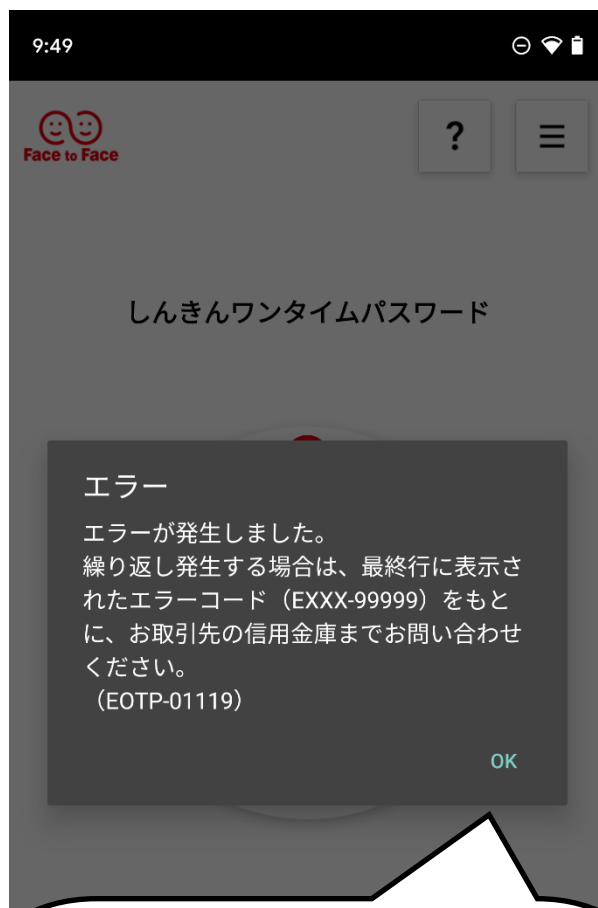 9:49
Face to Face
?
しんきんワンタイムパスワード
エラー
エラーが発生しました。
繰り返し発生する場合は、最終行に表示さ
れたエラーコード（EXXX-99999）をもと
に、お取引先の信用金庫までお問い合わせ
ください。
（EOTP-01119）
OK